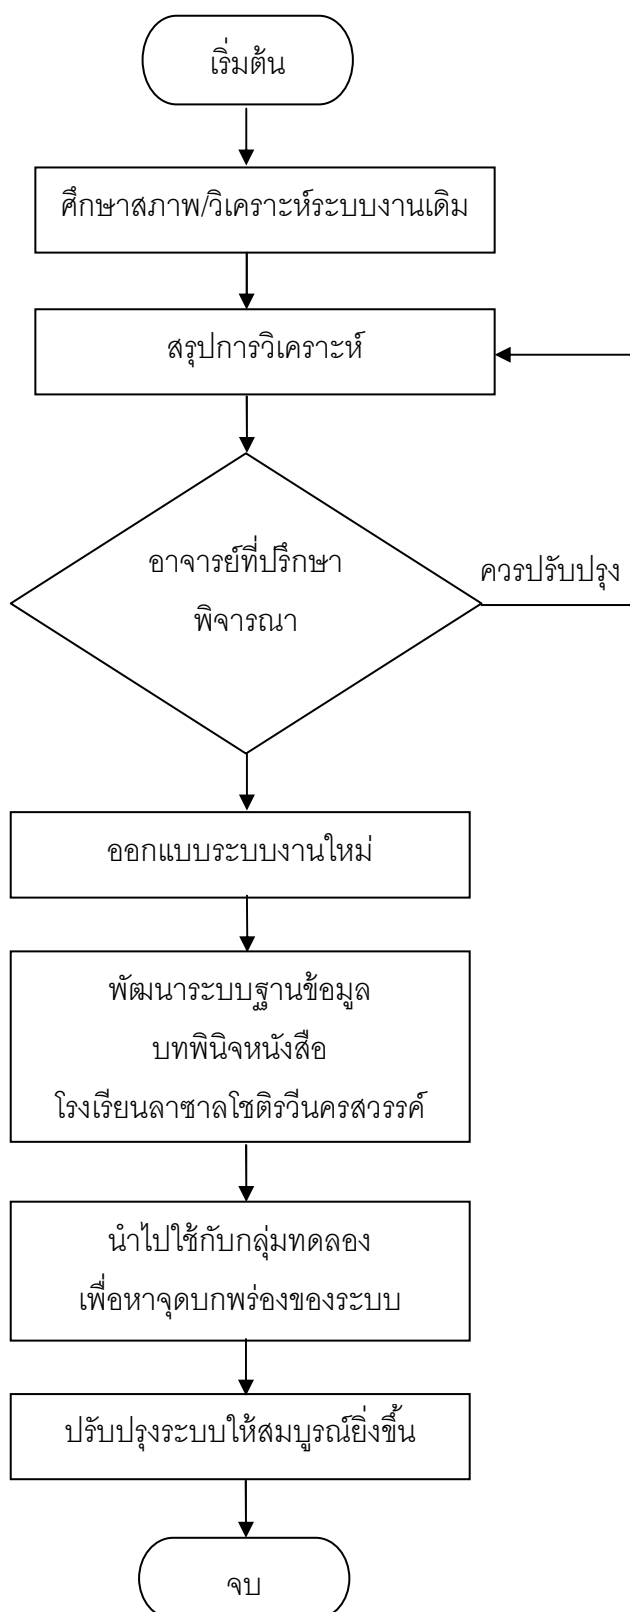 เริ่มต้น
ศึกษาสภาพ/วิเคราะห์ระบบงานเดิม
สรุปการวิเคราะห์
อาจารย์ที่ปรึกษา
พิจารณา
ควรปรับปรุง
ออกแบบระบบงานใหม่
พัฒนาระบบฐานข้อมูล
บทพินิจหนังสือ
โรงเรียนลาซาลโชติรวีนครสวรรค์
นำไปใช้กับกลุ่มทดลอง
เพื่อหาจุดบกพร่องของระบบ
ปรับปรุงระบบให้สมบูรณ์ยิ่งขึ้น
จบ